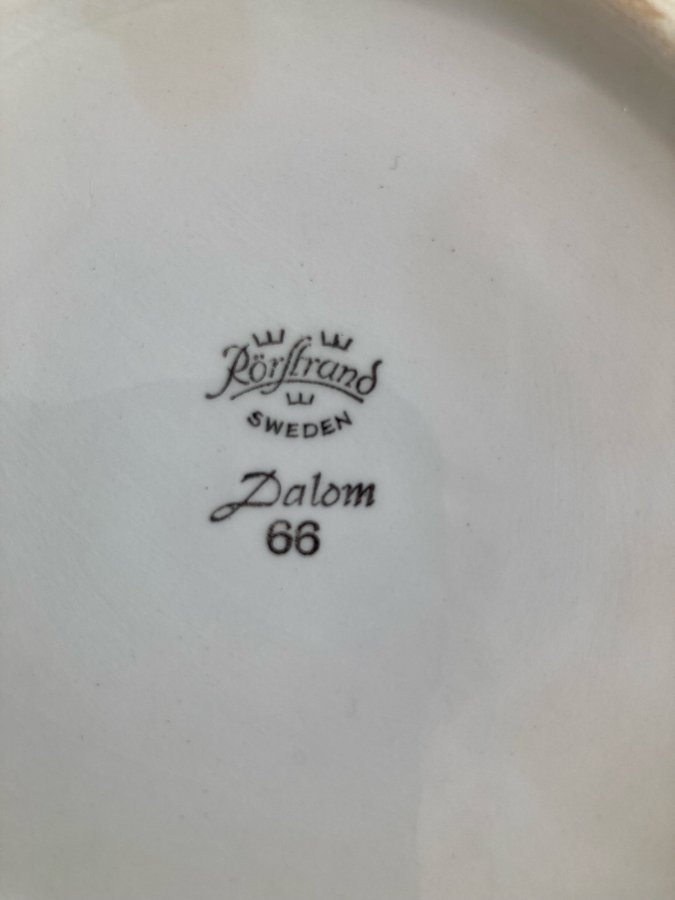 Rörstrand
SWEDEN
Dalom
66